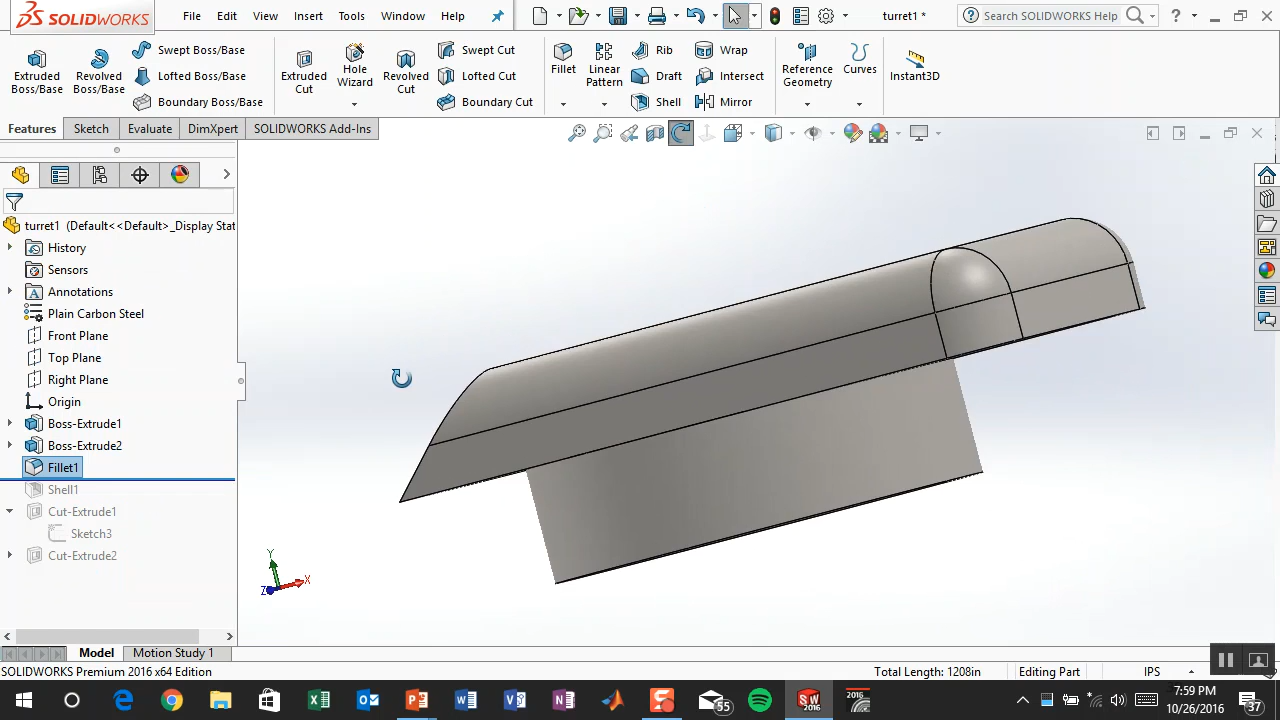 SOLIDWORKS File Edit View Insert Tools Window Help turret1 * Search SOLIDWORKS Help ?
Extruded Boss/Base Revolved Boss/Base Swept Boss/Base Lofted Boss/Base Boundary Boss/Base
Extruded Cut Hole Wizard Revolved Cut Swept Cut Lofted Cut Boundary Cut
Fillet Linear Pattern Rib Draft Shell Wrap Intersect Mirror
Reference Geometry Curves Instant3D
Features Sketch Evaluate DimXpert SOLIDWORKS Add-Ins
turret1 (Default<<Default>_Display Stat
History
Sensors
Annotations
Plain Carbon Steel
Front Plane
Top Plane
Right Plane
Origin
Boss-Extrude1
Boss-Extrude2
Fillet1
Shell1
Cut-Extrude1
Sketch3
Cut-Extrude2
Y
X
Z
Model Motion Study 1
SOLIDWORKS Premium 2016 x64 Edition Total Length: 1208in Editing Part IPS
55 SW 2016 2016 7:59 PM
10/26/2016 37